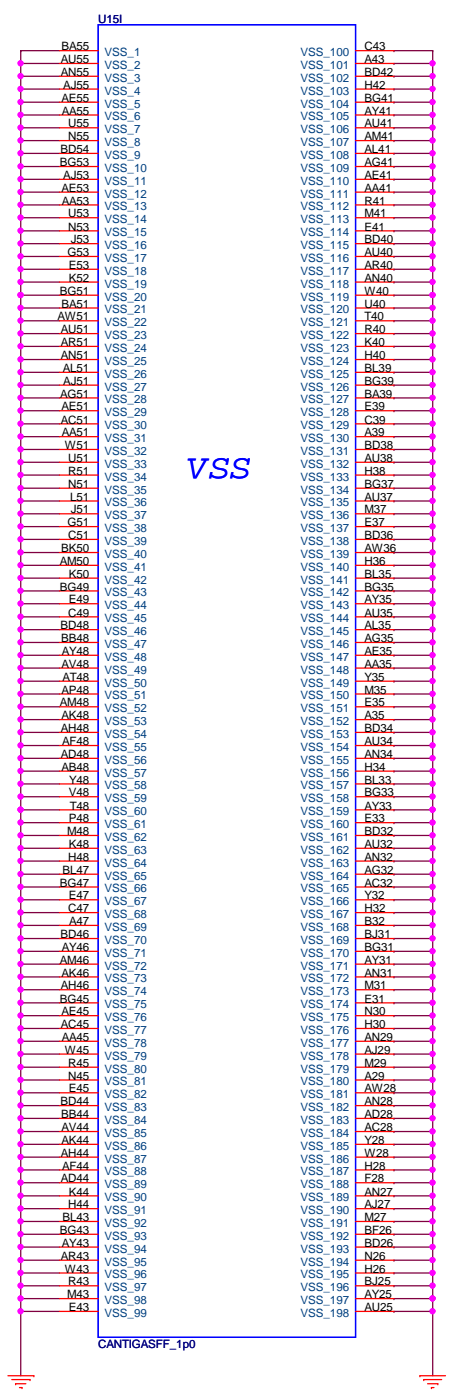 U15I
BA55 VSS_1 VSS_100 C43
AU55 VSS_2 VSS_101 A43
AN55 VSS_3 VSS_102 BD42
AJ55 VSS_4 VSS_103 H42
AE55 VSS_5 VSS_104 BG41
AA55 VSS_6 VSS_105 AY41
U55 VSS_7 VSS_106 AU41
N55 VSS_8 VSS_107 AM41
BD54 VSS_9 VSS_108 AL41
BG53 VSS_10 VSS_109 AG41
AJ53 VSS_11 VSS_110 AE41
AE53 VSS_12 VSS_111 AA41
AA53 VSS_13 VSS_112 R41
U53 VSS_14 VSS_113 M41
N53 VSS_15 VSS_114 E41
J53 VSS_16 VSS_115 BD40
G53 VSS_17 VSS_116 AU40
E53 VSS_18 VSS_117 AR40
K52 VSS_19 VSS_118 AN40
BG51 VSS_20 VSS_119 W40
BA51 VSS_21 VSS_120 U40
AW51 VSS_22 VSS_121 T40
AU51 VSS_23 VSS_122 R40
AR51 VSS_24 VSS_123 K40
AN51 VSS_25 VSS_124 H40
AL51 VSS_26 VSS_125 BL39
AJ51 VSS_27 VSS_126 BG39
AG51 VSS_28 VSS_127 BA39
AE51 VSS_29 VSS_128 E39
AC51 VSS_30 VSS_129 C39
AA51 VSS_31 VSS_130 A39
W51 VSS_32 VSS_131 BD38
U51 VSS_33 VSS_132 AU38
R51 VSS_34 VSS_133 H38
VSS
N51 VSS_35 VSS_134 BG37
L51 VSS_36 VSS_135 AU37
J51 VSS_37 VSS_136 M37
G51 VSS_38 VSS_137 E37
C51 VSS_39 VSS_138 BD36
BK50 VSS_40 VSS_139 AW36
AM50 VSS_41 VSS_140 H36
K50 VSS_42 VSS_141 BL35
BG49 VSS_43 VSS_142 BG35
E49 VSS_44 VSS_143 AY35
C49 VSS_45 VSS_144 AU35
BD48 VSS_46 VSS_145 AL35
BB48 VSS_47 VSS_146 AG35
AY48 VSS_48 VSS_147 AE35
AV48 VSS_49 VSS_148 AA35
AT48 VSS_50 VSS_149 Y35
AP48 VSS_51 VSS_150 M35
AM48 VSS_52 VSS_151 E35
AK48 VSS_53 VSS_152 A35
AH48 VSS_54 VSS_153 BD34
AF48 VSS_55 VSS_154 AU34
AD48 VSS_56 VSS_155 AN34
AB48 VSS_57 VSS_156 H34
Y48 VSS_58 VSS_157 BL33
V48 VSS_59 VSS_158 BG33
T48 VSS_60 VSS_159 AY33
P48 VSS_61 VSS_160 E33
M48 VSS_62 VSS_161 BD32
K48 VSS_63 VSS_162 AU32
H48 VSS_64 VSS_163 AN32
BL47 VSS_65 VSS_164 AG32
BG47 VSS_66 VSS_165 AC32
E47 VSS_67 VSS_166 Y32
C47 VSS_68 VSS_167 H32
A47 VSS_69 VSS_168 B32
BD46 VSS_70 VSS_169 BJ31
AY46 VSS_71 VSS_170 BG31
AM46 VSS_72 VSS_171 AY31
AK46 VSS_73 VSS_172 AN31
AH46 VSS_74 VSS_173 M31
BG45 VSS_75 VSS_174 E31
AE45 VSS_76 VSS_175 N30
AC45 VSS_77 VSS_176 H30
AA45 VSS_78 VSS_177 AN29
W45 VSS_79 VSS_178 AJ29
R45 VSS_80 VSS_179 M29
N45 VSS_81 VSS_180 A29
E45 VSS_82 VSS_181 AW28
BD44 VSS_83 VSS_182 AN28
BB44 VSS_84 VSS_183 AD28
AV44 VSS_85 VSS_184 AC28
AK44 VSS_86 VSS_185 Y28
AH44 VSS_87 VSS_186 W28
AF44 VSS_88 VSS_187 H28
AD44 VSS_89 VSS_188 F28
K44 VSS_90 VSS_189 AN27
H44 VSS_91 VSS_190 AJ27
BL43 VSS_92 VSS_191 M27
BG43 VSS_93 VSS_192 BF26
AY43 VSS_94 VSS_193 BD26
AR43 VSS_95 VSS_194 N26
W43 VSS_96 VSS_195 H26
R43 VSS_97 VSS_196 BJ25
M43 VSS_98 VSS_197 AY25
E43 VSS_99 VSS_198 AU25
CANTIGASFF_1p0